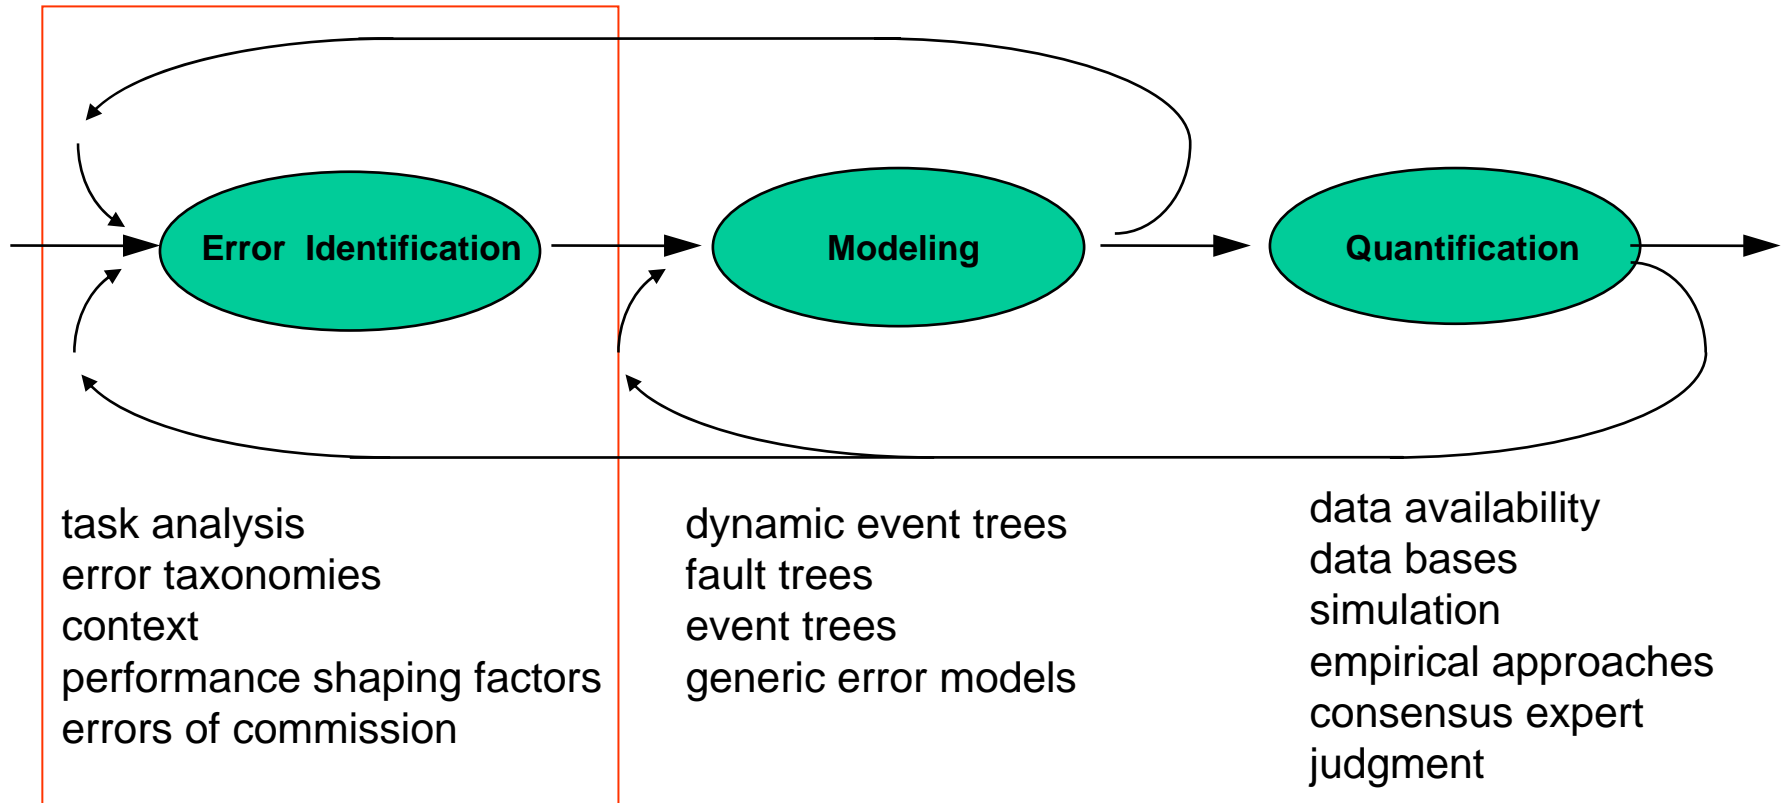 Error Identification
Modeling
Quantification
task analysis
error taxonomies
context
performance shaping factors
errors of commission
dynamic event trees
fault trees
event trees
generic error models
data availability
data bases
simulation
empirical approaches
consensus expert
judgment